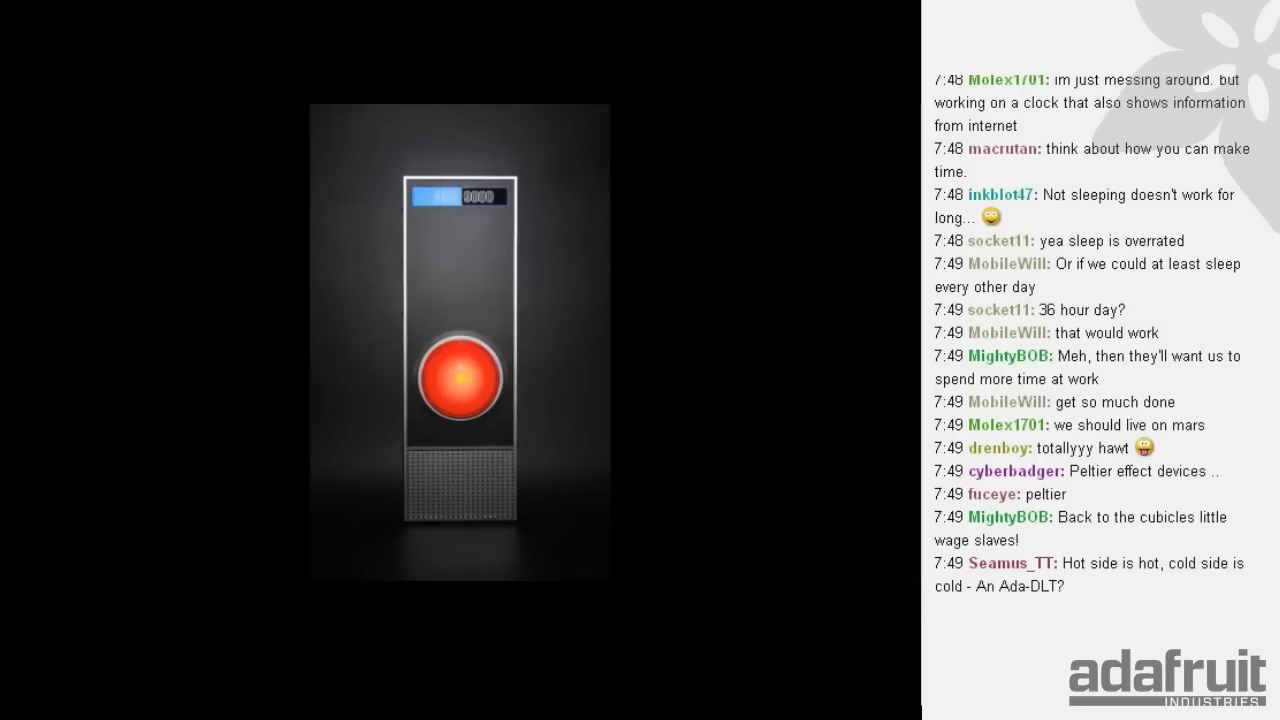 9000
7:48 Molex1701: im just messing around. but
working on a clock that also shows information
from internet
7:48 macrutan: think about how you can make
time.
7:48 inkblot47: Not sleeping doesn't work for
long...
7:48 socket11: yea sleep is overrated
7:49 MobileWill: Or if we could at least sleep
every other day
7:49 socket11: 36 hour day?
7:49 MobileWill: that would work
7:49 MightyBOB: Meh, then they'll want us to
spend more time at work
7:49 MobileWill: get so much done
7:49 Molex1701: we should live on mars
7:49 drenboy: totallyyy hawt
7:49 cyberbadger: Peltier effect devices ..
7:49 fuceye: peltier
7:49 MightyBOB: Back to the cubicles little
wage slaves!
7:49 Seamus_TT: Hot side is hot, cold side is
cold - An Ada-DLT?
adafruit
INDUSTRIES